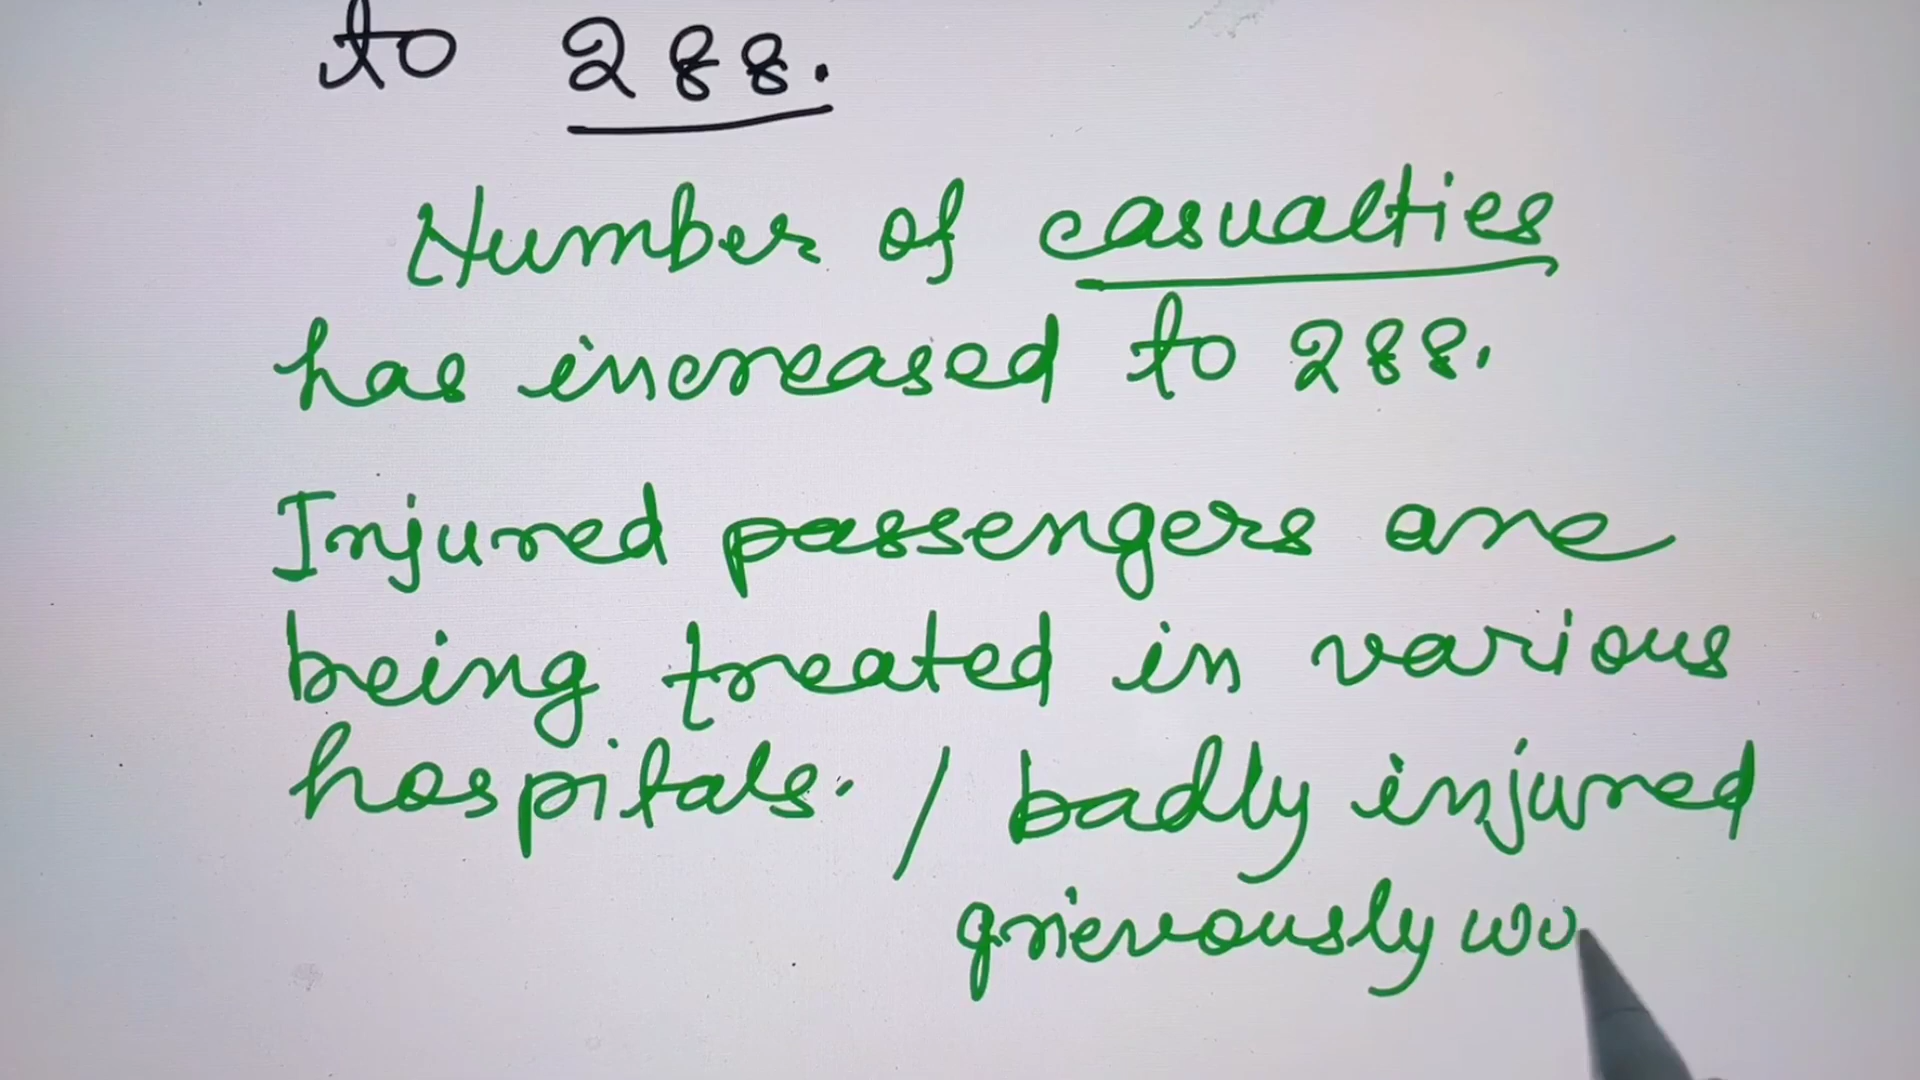 to 288.
Number of casualties
has increased to 288.
Injured passengers are
being treated in various
hospitals. / badly injured
grievously wo